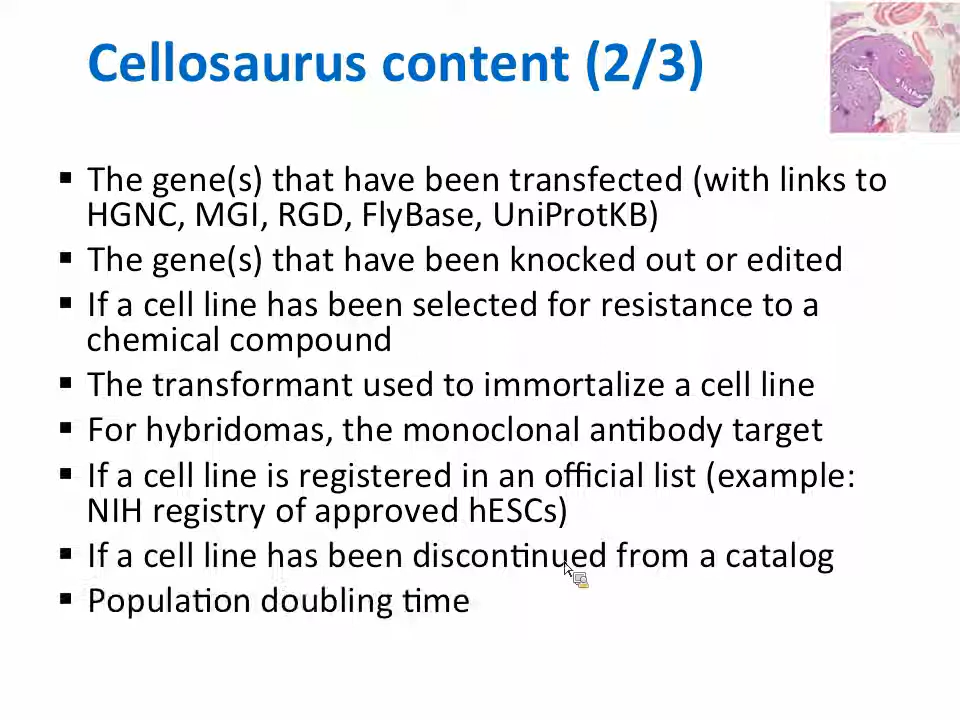 Cellosaurus content (2/3)
▪ The gene(s) that have been transfected (with links to
HGNC, MGI, RGD, FlyBase, UniProtKB)
▪ The gene(s) that have been knocked out or edited
▪ If a cell line has been selected for resistance to a
chemical compound
▪ The transformant used to immortalize a cell line
▪ For hybridomas, the monoclonal antibody target
▪ If a cell line is registered in an official list (example:
NIH registry of approved hESCs)
▪ If a cell line has been discontinued from a catalog
▪ Population doubling time